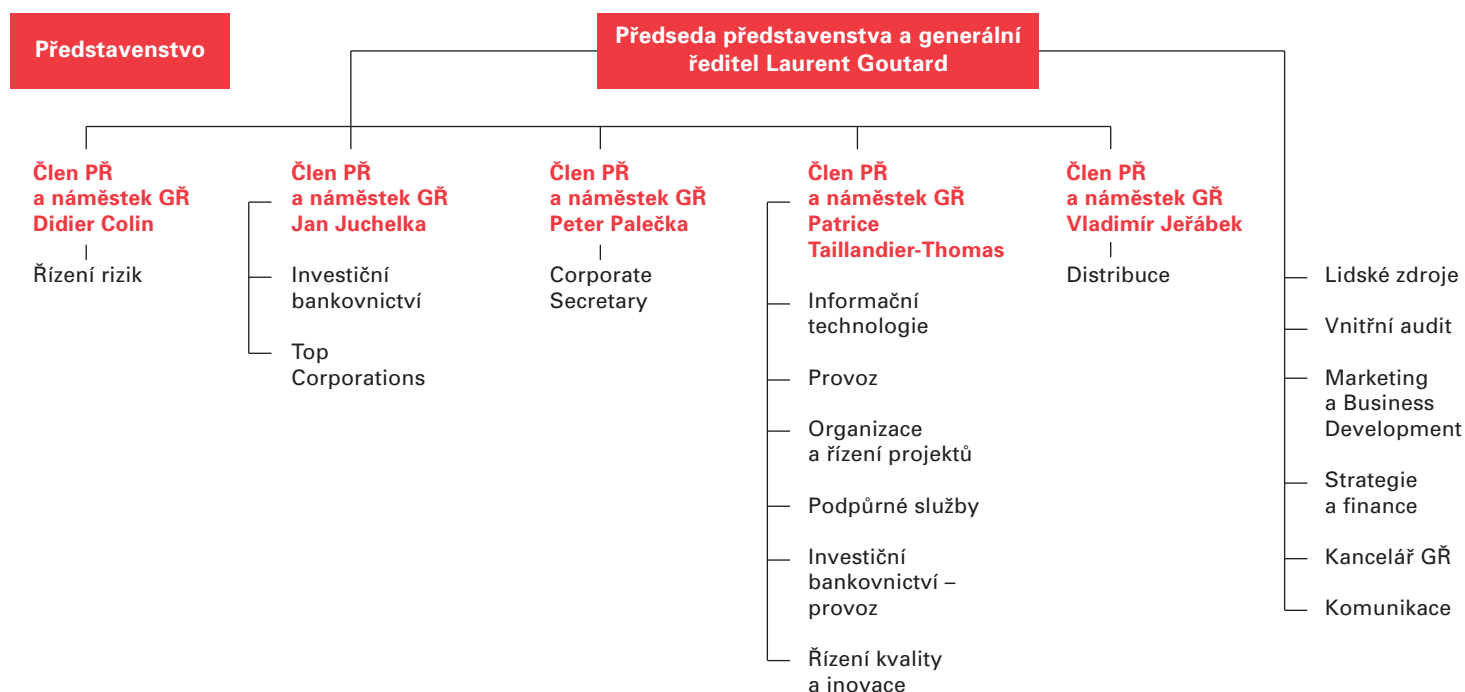 Představenstvo
Předseda představenstva a generální
ředitel Laurent Goutard
Člen PŘ
a náměstek GŘ
Didier Colin
Řízení rizik
Člen PŘ
a náměstek GŘ
Jan Juchelka
Investiční
bankovnictví
Top
Corporations
Člen PŘ
a náměstek GŘ
Peter Palečka
Corporate
Secretary
Člen PŘ
a náměstek GŘ
Patrice
Taillandier-Thomas
Informační
technologie
Provoz
Organizace
a řízení projektů
Podpůrné služby
Investiční
bankovnictví –
provoz
Řízení kvality
a inovace
Člen PŘ
a náměstek GŘ
Vladimír Jeřábek
Distribuce
Lidské zdroje
Vnitřní audit
Marketing
a Business
Development
Strategie
a finance
Kancelář GŘ
Komunikace